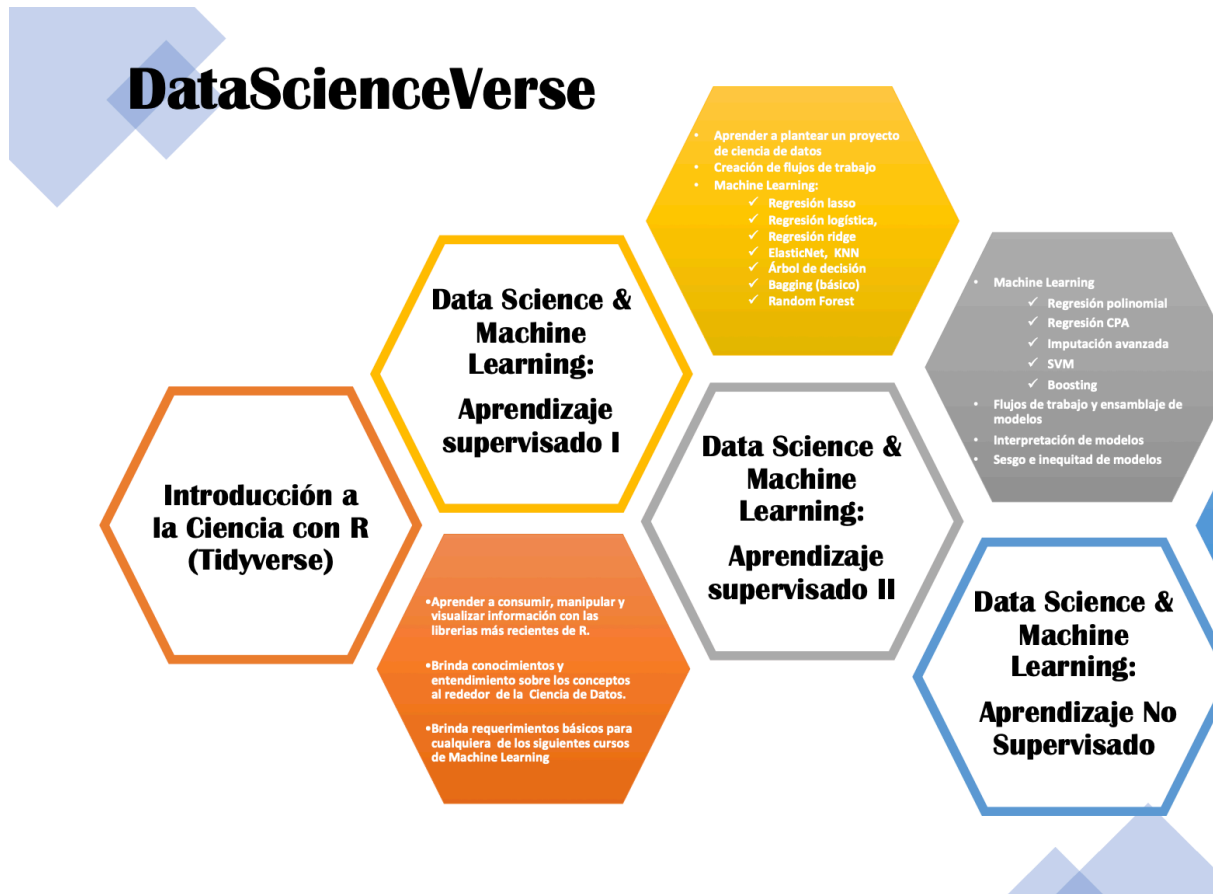 DataScienceVerse
• Aprender a plantear un proyecto
de ciencia de datos
• Creación de flujos de trabajo
• Machine Learning:
✓ Regresión lasso
✓ Regresión logística,
✓ Regresión ridge
✓ ElasticNet, KNN
✓ Árbol de decisión
✓ Bagging (básico)
✓ Random Forest
Data Science &
Machine
Learning:
Aprendizaje
supervisado I
• Machine Learning
✓ Regresión polinomial
✓ Regresión CPA
✓ Imputación avanzada
✓ SVM
✓ Boosting
• Flujos de trabajo y ensamblaje de
modelos
• Interpretación de modelos
• Sesgo e inequitad de modelos
Introducción a
la Ciencia con R
(Tidyverse)
Data Science &
Machine
Learning:
Aprendizaje
supervisado II
•Aprender a consumir, manipular y
visualizar información con las
librerias más recientes de R.
•Brinda conocimientos y
entendimiento sobre los conceptos
al rededor de la Ciencia de Datos.
•Brinda requerimientos básicos para
cualquiera de los siguientes cursos
de Machine Learning
Data Science &
Machine
Learning:
Aprendizaje No
Supervisado